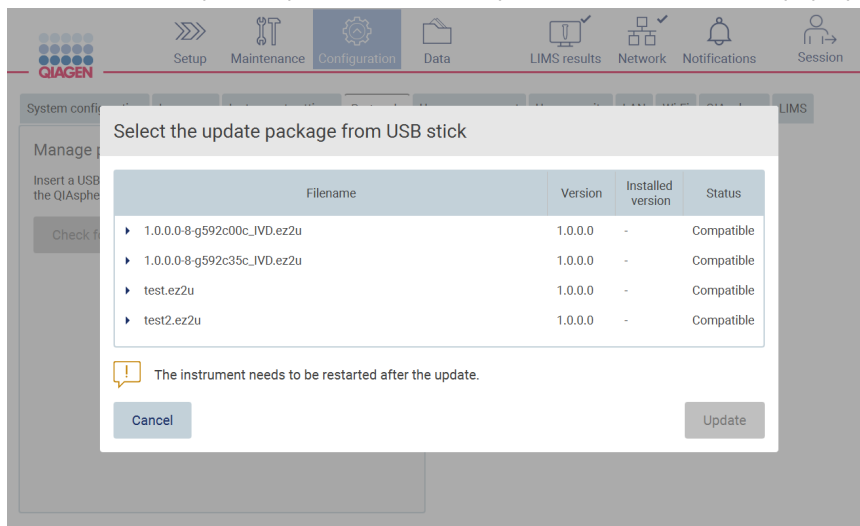 QIAGEN
Setup
Maintenance
Configuration
Data
LIMS results
Network
Notifications
Session
System
LIMS
Manage
Insert a USB
the
Check
Select the update package from USB stick
Filename Version Installed version Status
1.0.0.0-8-g592c00c_IVD.ez2u 1.0.0.0 - Compatible
1.0.0.0-8-g592c35c_IVD.ez2u 1.0.0.0 - Compatible
test.ez2u 1.0.0.0 - Compatible
test2.ez2u 1.0.0.0 - Compatible
The instrument needs to be restarted after the update.
Cancel
Update